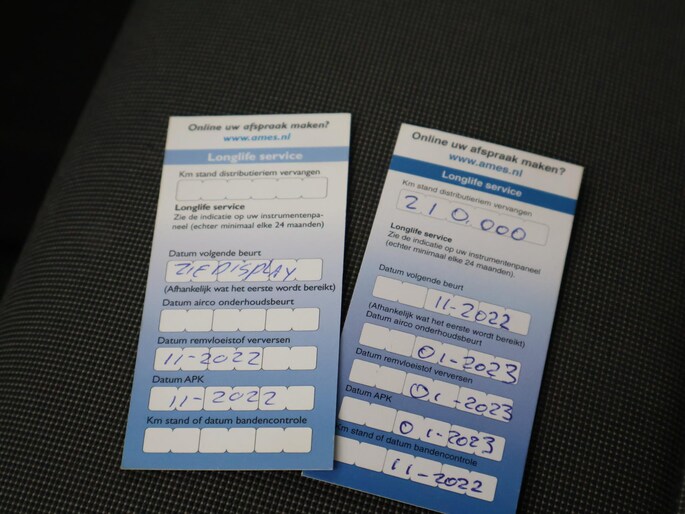 Online uw afspraak maken?
www.ames.nl
Longlife service
Km stand distributieriem vervangen
Longlife service
Zie de indicatie op uw instrumentenpa-
neel (echter minimaal elke 24 maanden)
Datum volgende beurt
ZIE DISPLAY
(Afhankelijk wat het eerste wordt bereikt)
Datum airco onderhoudsbeurt
Datum remvloeistof verversen
11-2022
Datum APK
11-2022
Km stand of datum bandencontrole
Online uw afspraak maken?
www.ames.nl
Longlife service
Km stand distributieriem vervangen
210.000
Longlife service
Zie de indicatie op uw instrumentenpaneel
(echter minimaal elke 24 maanden).
Datum volgende beurt
11-2022
(Afhankelijk wat het eerste wordt bereikt)
Datum airco onderhoudsbeurt
01-2023
Datum remvloeistof verversen
01-2023
Datum APK
01-2023
Km stand of datum bandencontrole
11-2022